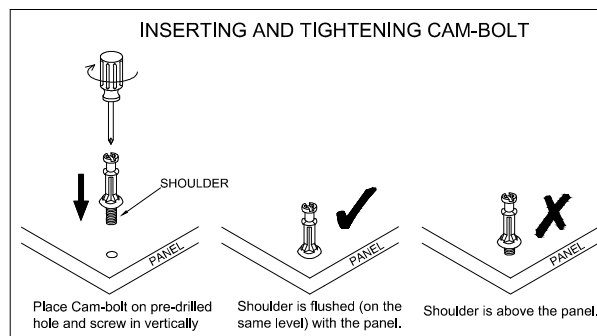 INSERTING AND TIGHTENING CAM-BOLT
SHOULDER
PANEL
Place Cam-bolt on pre-drilled
hole and screw in vertically
PANEL
Shoulder is flushed (on the
same level) with the panel.
PANEL
Shoulder is above the panel.